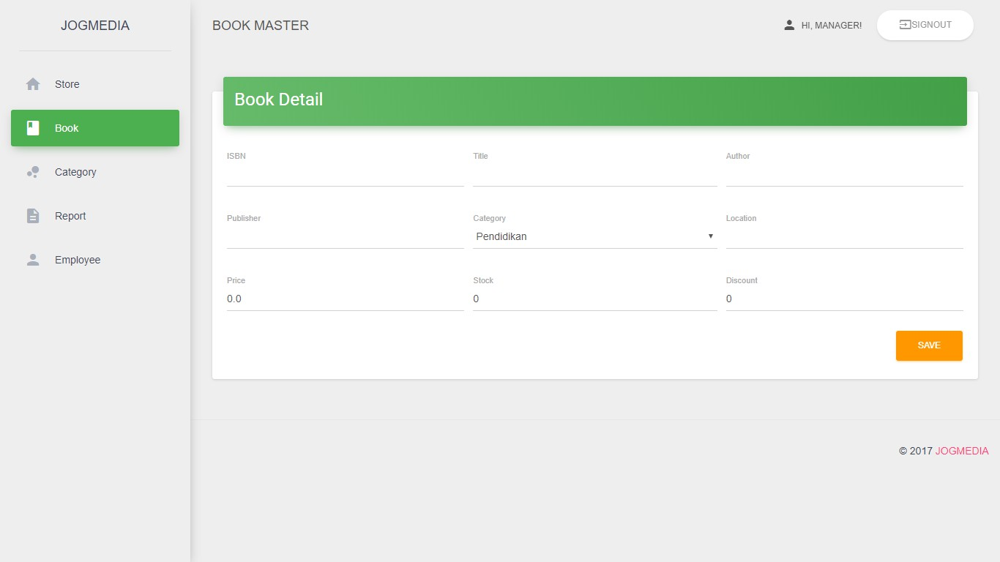 JOGMEDIA
BOOK MASTER
HI, MANAGER!
SIGNOUT
Store
Book
Category
Report
Employee
Book Detail
ISBN
Title
Author
Publisher
Category
Pendidikan
Location
Price
0.0
Stock
0
Discount
0
SAVE
© 2017 JOGMEDIA